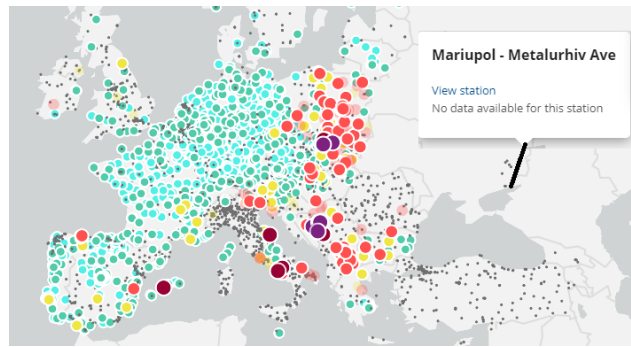 Mariupol - Metalurhiv Ave
View station
No data available for this station